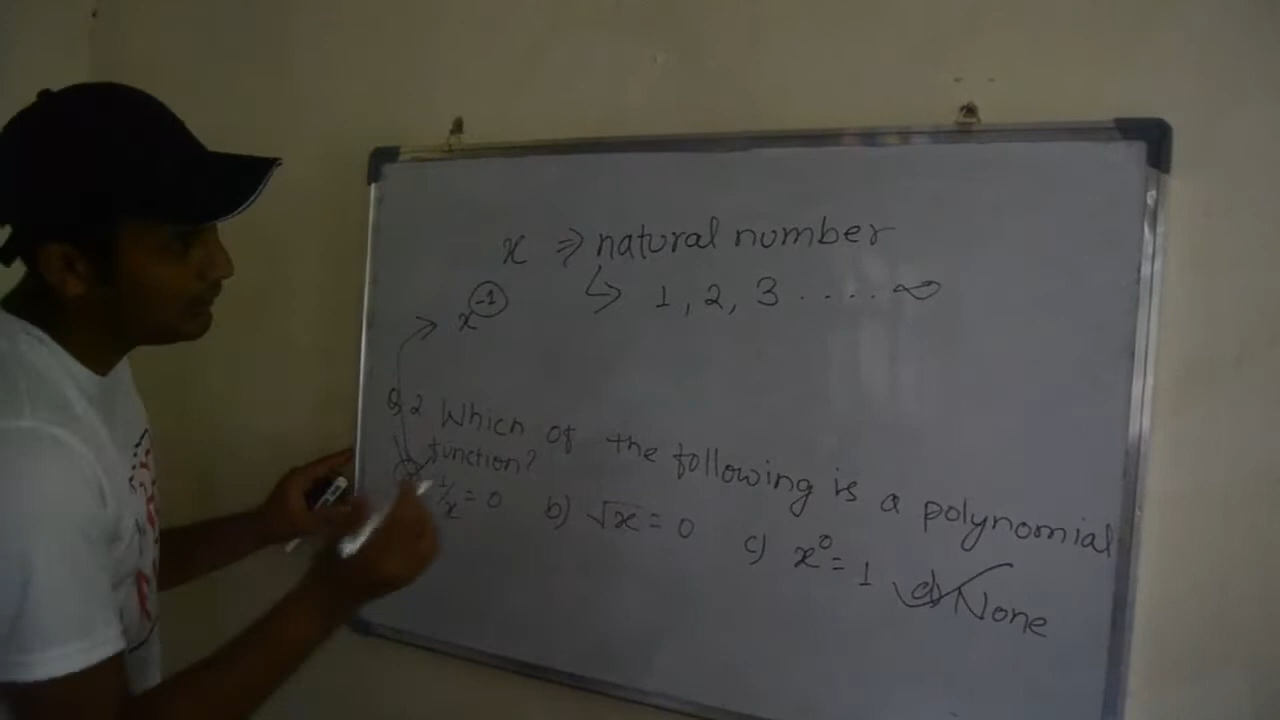 x ⇒ natural number
↳ 1, 2, 3 ..... ∞
x⁻¹
Q 2 Which of the following is a polynomial
function?
1/x = 0 b) √x = 0 c) x⁰ = 1 d) None